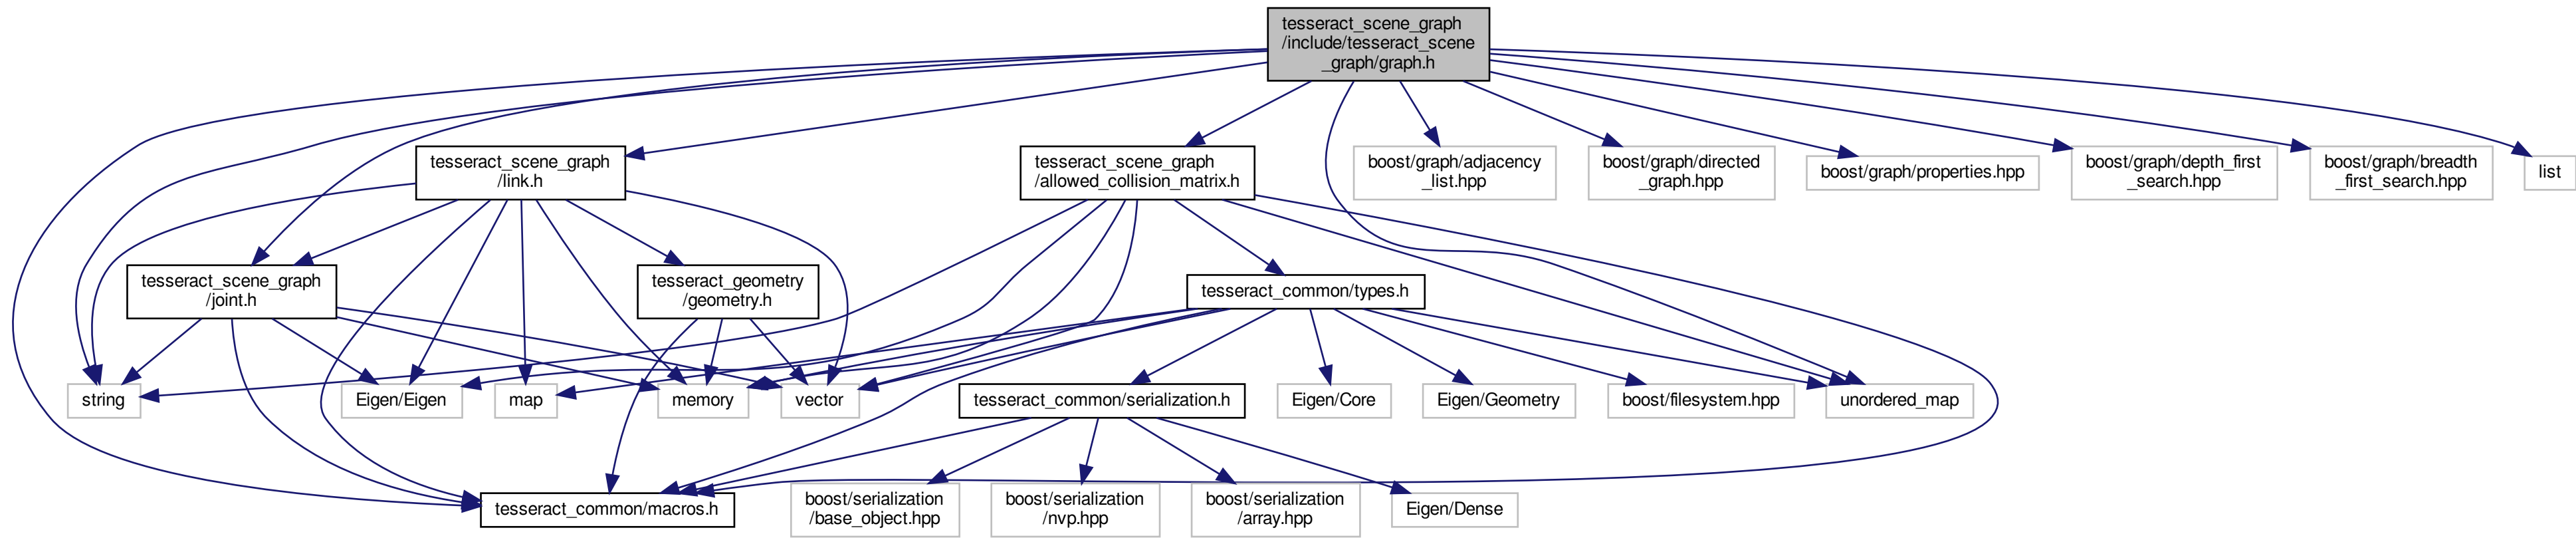 tesseract_scene_graph
/include/tesseract_scene
_graph/graph.h
tesseract_scene_graph
/link.h
tesseract_scene_graph
/allowed_collision_matrix.h
boost/graph/adjacency
_list.hpp
boost/graph/directed
_graph.hpp
boost/graph/properties.hpp
boost/graph/depth_first
_search.hpp
boost/graph/breadth
_first_search.hpp
list
tesseract_scene_graph
/joint.h
tesseract_geometry
/geometry.h
tesseract_common/types.h
string
Eigen/Eigen
map
memory
vector
tesseract_common/serialization.h
Eigen/Core
Eigen/Geometry
boost/filesystem.hpp
unordered_map
tesseract_common/macros.h
boost/serialization
/base_object.hpp
boost/serialization
/nvp.hpp
boost/serialization
/array.hpp
Eigen/Dense